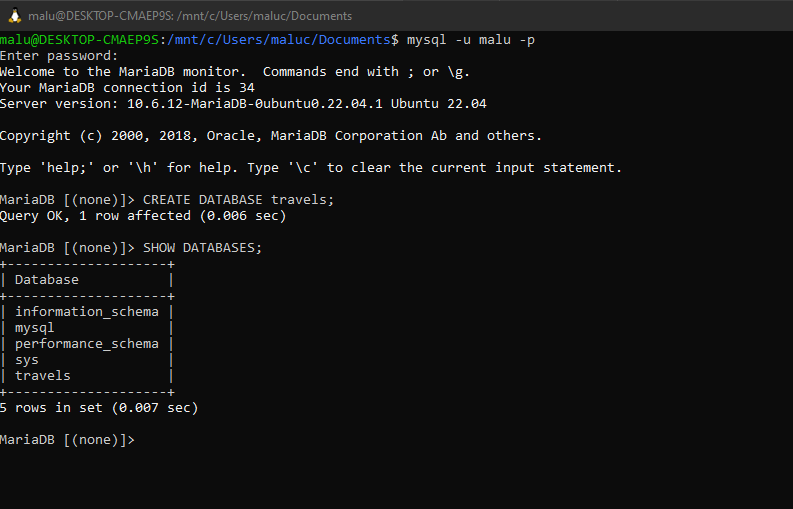 malu@DESKTOP-CMAEP9S: /mnt/c/Users/maluc/Documents
malu@DESKTOP-CMAEP9S:/mnt/c/Users/maluc/Documents$ mysql -u malu -p
Enter password:
Welcome to the MariaDB monitor.  Commands end with ; or \g.
Your MariaDB connection id is 34
Server version: 10.6.12-MariaDB-0ubuntu0.22.04.1 Ubuntu 22.04
Copyright (c) 2000, 2018, Oracle, MariaDB Corporation Ab and others.
Type 'help;' or '\h' for help. Type '\c' to clear the current input statement.
MariaDB [(none)]> CREATE DATABASE travels;
Query OK, 1 row affected (0.006 sec)
MariaDB [(none)]> SHOW DATABASES;
+--------------------+
| Database           |
+--------------------+
| information_schema |
| mysql              |
| performance_schema |
| sys                |
| travels            |
+--------------------+
5 rows in set (0.007 sec)
MariaDB [(none)]>